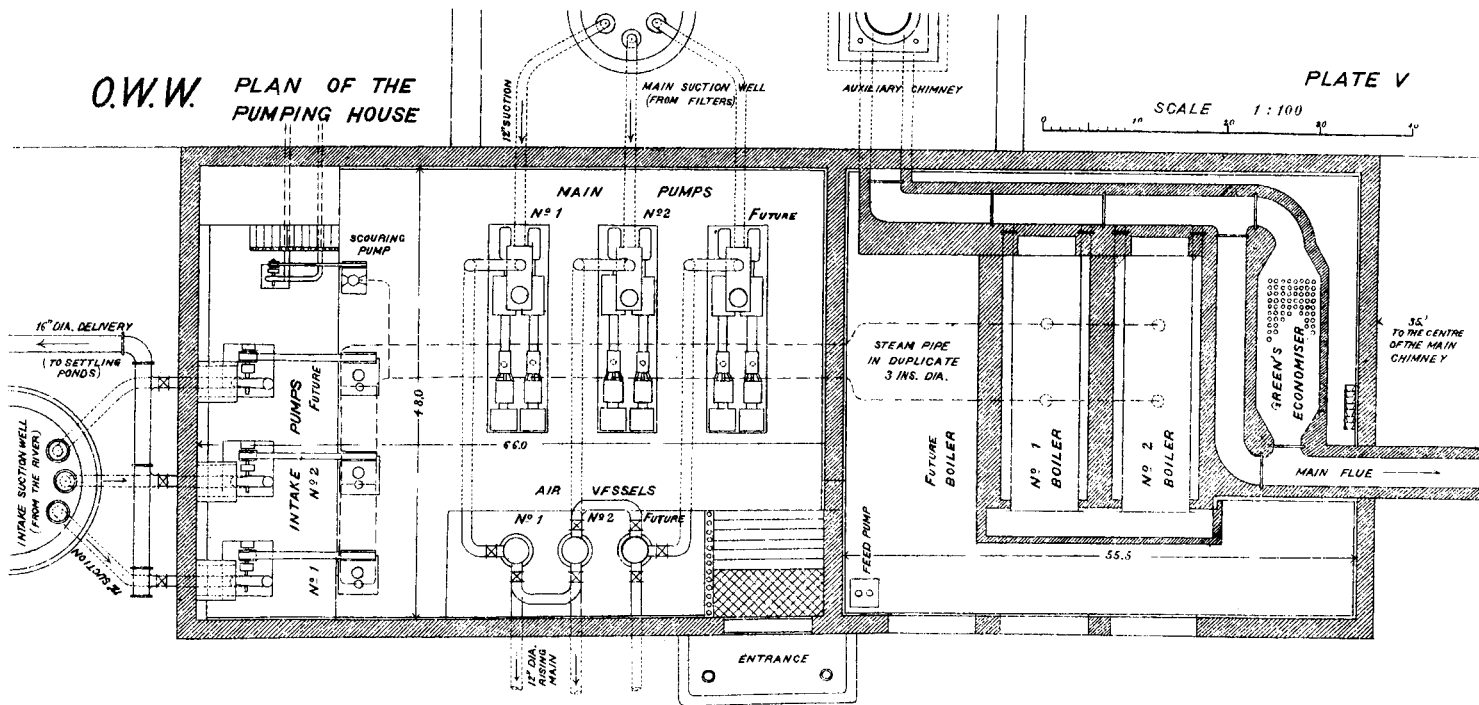 O.W.W. PLAN OF THE
PUMPING HOUSE
12" SUCTION
MAIN SUCTION WELL
(FROM FILTERS)
AUXILIARY CHIMNEY
PLATE V
SCALE 1:100
0 10 20 30 40
MAIN PUMPS
Nº 1 Nº 2 FUTURE
SCOURING
PUMP
16" DIA. DELIVERY
(TO SETTLING
PONDS)
INTAKE SUCTION WELL
(FROM THE RIVER)
SUCTION
INTAKE PUMPS
FUTURE
Nº 2
Nº 1
48.0
66.0
STEAM PIPE
IN DUPLICATE
3 INS. DIA.
AIR VESSELS
Nº 1 Nº 2 FUTURE
12" DIA.
RISING
MAIN
ENTRANCE
FEED PUMP
FUTURE
BOILER
Nº 1
BOILER
Nº 2
BOILER
55.5
GREEN'S
ECONOMISER
MAIN FLUE
35.'
TO THE CENTRE
OF THE MAIN
CHIMNEY